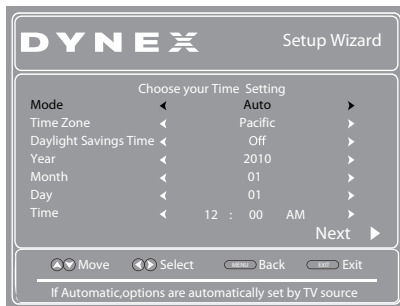 DYNEX Setup Wizard
Choose your Time Setting
Mode Auto
Time Zone Pacific
Daylight Savings Time Off
Year 2010
Month 01
Day 01
Time 12 : 00 AM
Next
Move Select MENU Back EXIT Exit
If Automatic,options are automatically set by TV source